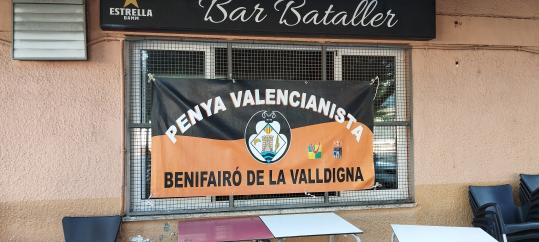 ESTRELLA
DAMM
Bar Bataller
PENYA VALENCIANISTA
BENIFAIRÓ DE LA VALLDIGNA